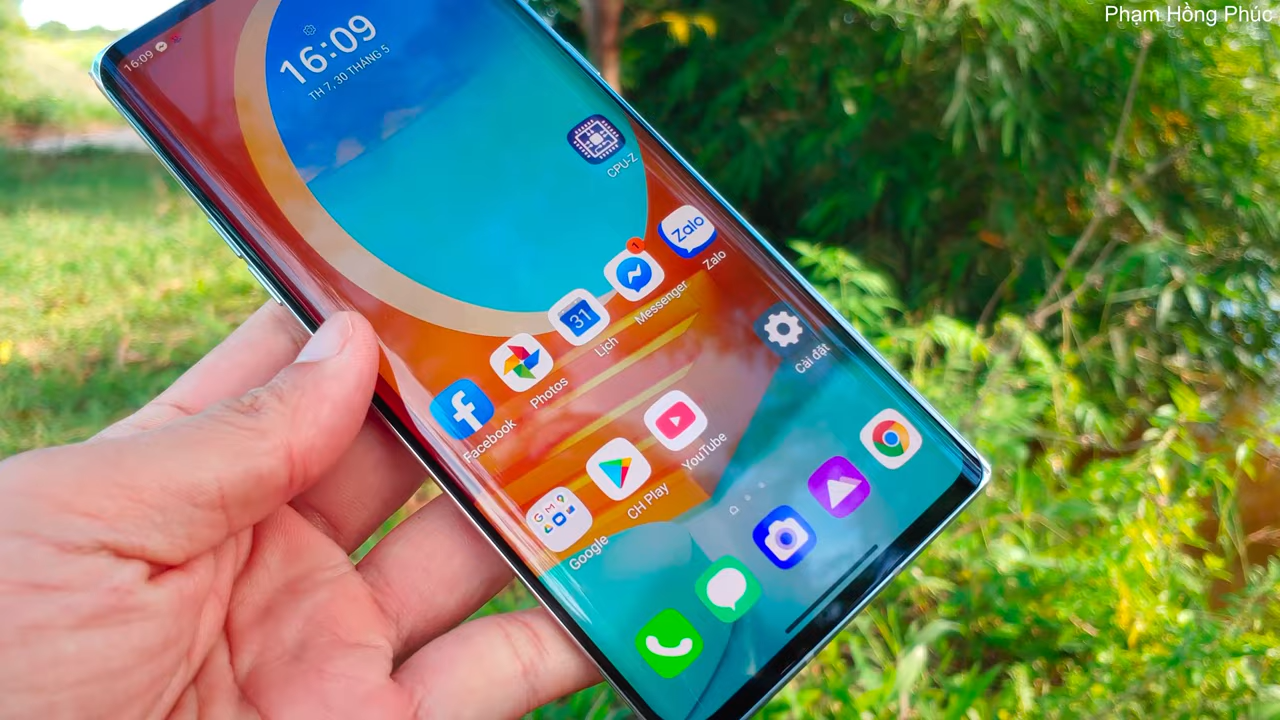 Phạm Hồng Phúc
16:09
16:09
TH 7, 30 THÁNG 5
CPU-Z
Zalo
Zalo
1
Messenger
31
Lịch
Photos
Facebook
Cài đặt
YouTube
CH Play
G M
Google